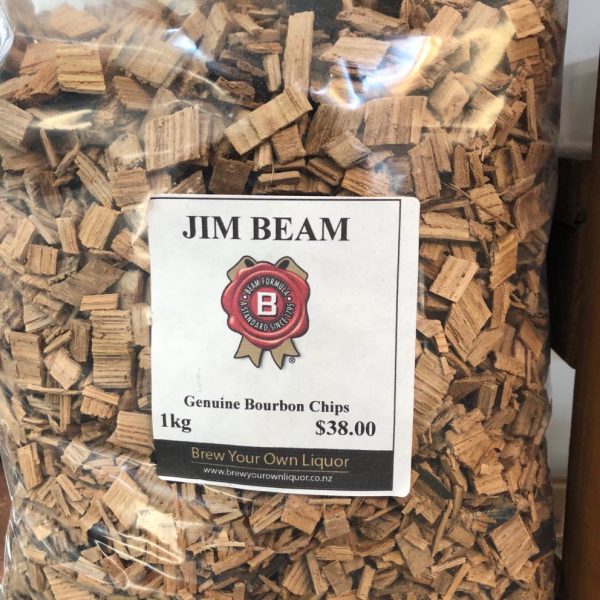 JIM BEAM
BEAM FORMULA
B
A STANDARD SINCE 1795
®
Genuine Bourbon Chips
1kg $38.00
Brew Your Own Liquor
www.brewyourownliquor.co.nz